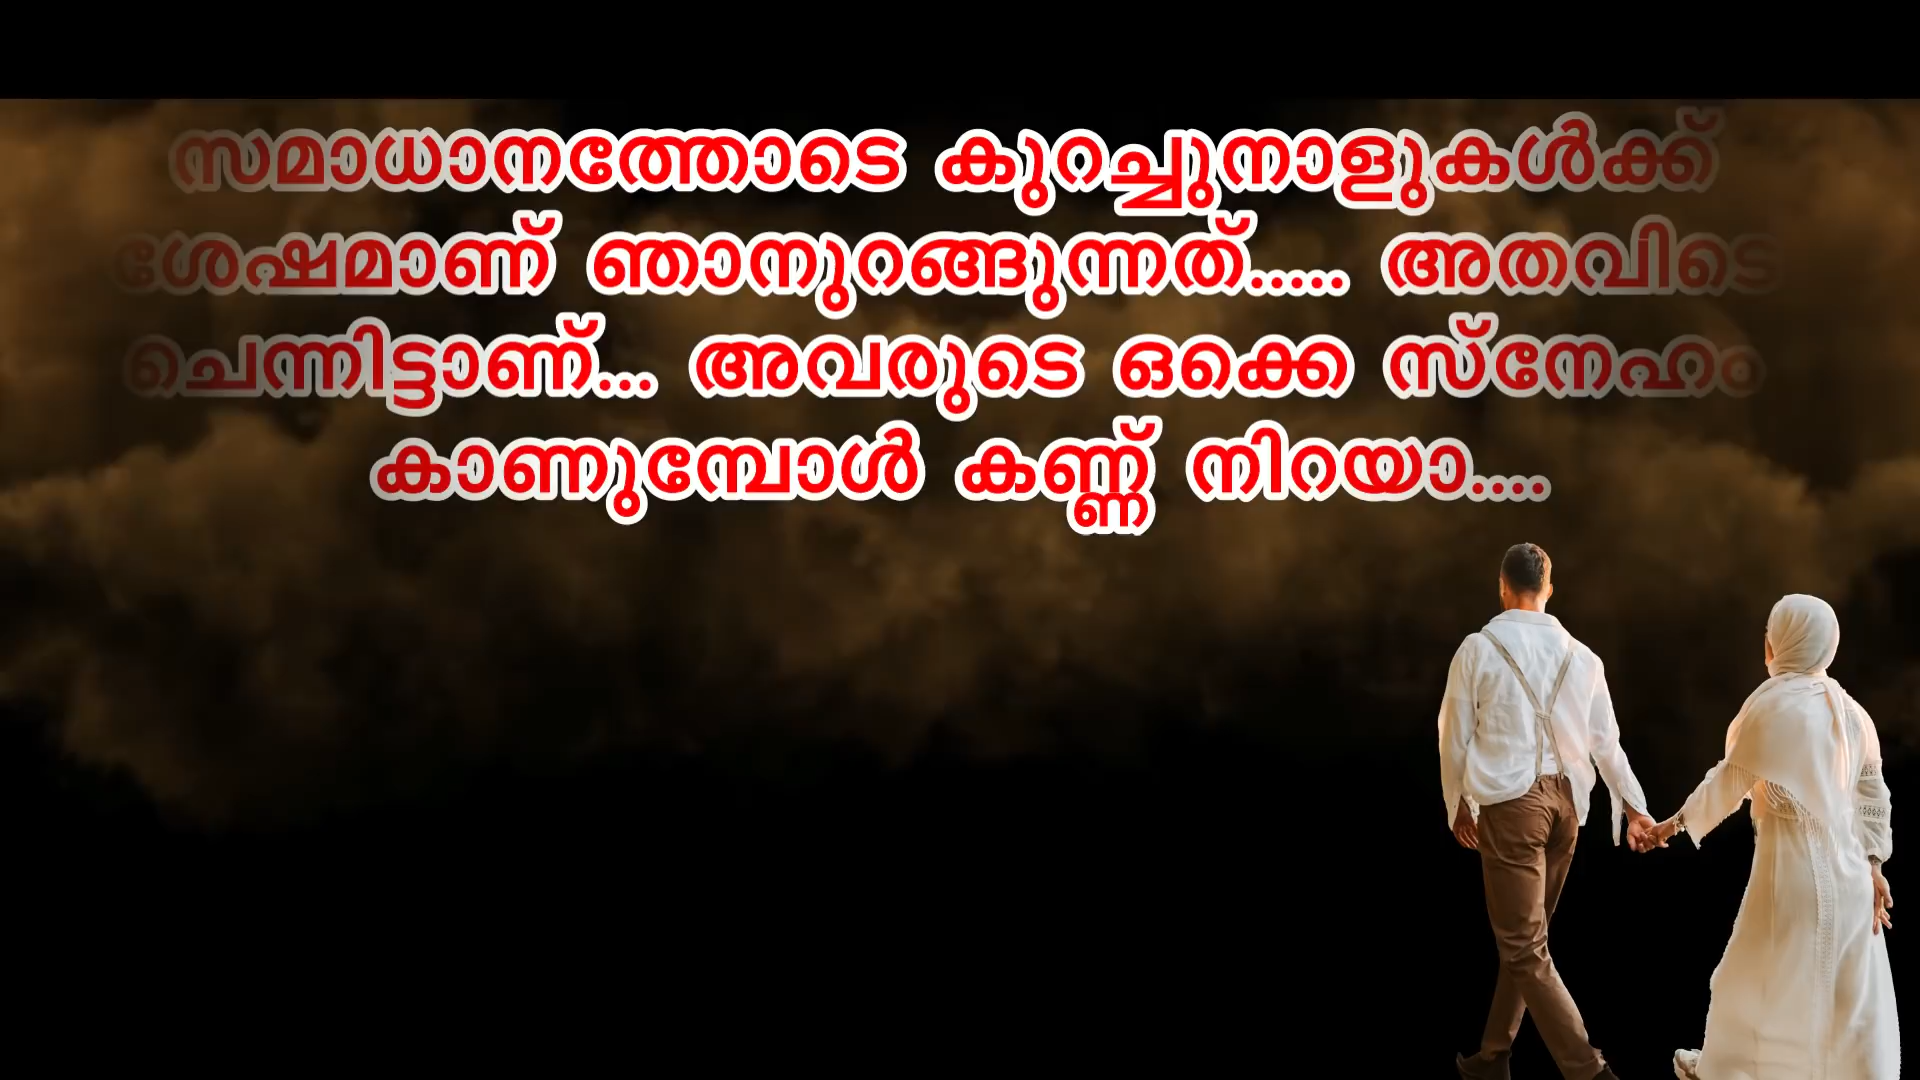 സമാധാനത്തോടെ കുറച്ചുനാളുകൾക്ക്
ശേഷമാണ് ഞാനുറങ്ങുന്നത്..... അതവിടെ
ചെന്നിട്ടാണ്... അവരുടെ ഒക്കെ സ്നേഹം
കാണുമ്പോൾ കണ്ണ് നിറയാ....